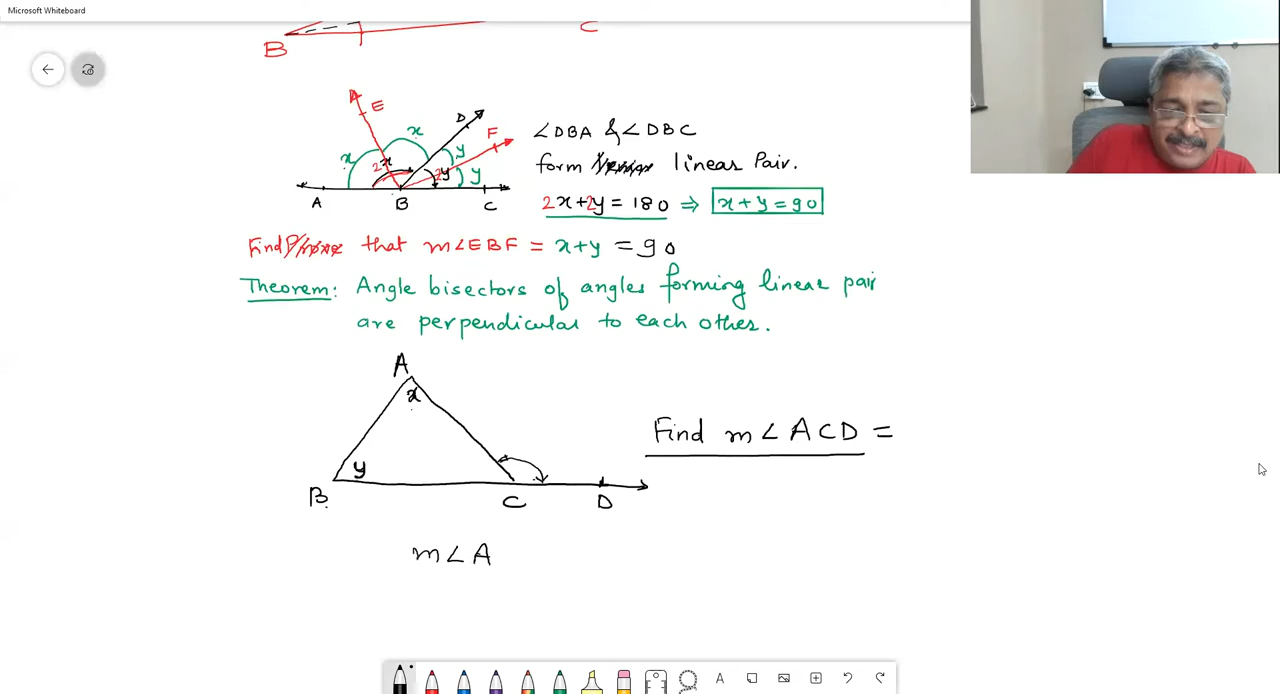 Microsoft Whiteboard
B C
E
x D
x y F
2x 2y y
A B C
∠DBA & ∠DBC
form linear Pair.
2x+2y = 180 ⇒ x+y=90
Find that m∠EBF = x+y = 90
Theorem: Angle bisectors of angles forming linear pair
are perpendicular to each other.
A
x
y
B C D
Find m∠ACD =
m∠A
A